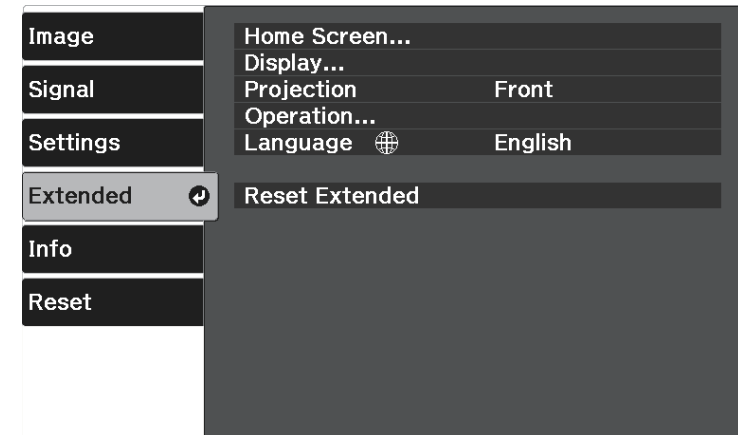 Image
Signal
Settings
Extended
Info
Reset
Home Screen...
Display...
Projection Front
Operation...
Language English
Reset Extended